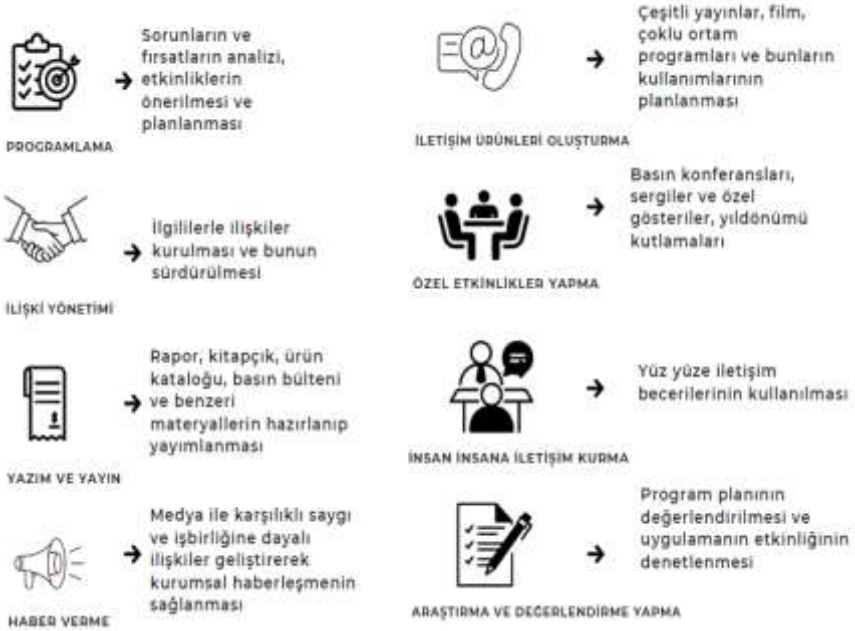 Sorunların ve
fırsatların analizi,
etkinliklerin
önerilmesi ve
planlanması
PROGRAMLAMA
İlgililerle ilişkiler
kurulması ve bunun
sürdürülmesi
İLİŞKİ YÖNETİMİ
Rapor, kitapçık, ürün
kataloğu, basın bülteni
ve benzeri
materyallerin hazırlanıp
yayımlanması
YAZIM VE YAYIN
Medya ile karşılıklı saygı
ve işbirliğine dayalı
ilişkiler geliştirerek
kurumsal haberleşmenin
sağlanması
HABER VERME
Çeşitli yayınlar, film,
çoklu ortam
programları ve bunların
kullanımlarının
planlanması
İLETİŞİM ÜRÜNLERİ OLUŞTURMA
Basın konferansları,
sergiler ve özel
gösteriler, yıldönümü
kutlamaları
ÖZEL ETKİNLİKLER YAPMA
Yüz yüze iletişim
becerilerinin kullanılması
İNSAN İNSANA İLETİŞİM KURMA
Program planının
değerlendirilmesi ve
uygulamanın etkinliğinin
denetlenmesi
ARAŞTIRMA VE DEĞERLENDİRME YAPMA